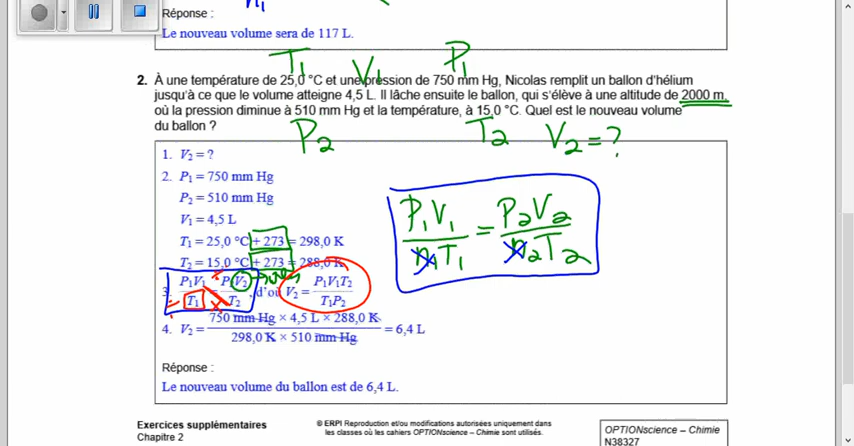 n₁
Réponse :
Le nouveau volume sera de 117 L.
T₁ V₁ P₁
2. À une température de 25,0 °C et une pression de 750 mm Hg, Nicolas remplit un ballon d'hélium
jusqu'à ce que le volume atteigne 4,5 L. Il lâche ensuite le ballon, qui s'élève à une altitude de 2000 m,
où la pression diminue à 510 mm Hg et la température, à 15,0 °C. Quel est le nouveau volume
du ballon ?
P₂ T₂ V₂ = ?
1. V₂ = ?
2. P₁ = 750 mm Hg
P₂ = 510 mm Hg
V₁ = 4,5 L
T₁ = 25,0 °C + 273 = 298,0 K
T₂ = 15,0 °C + 273 = 288,0 K
P₁V₁/n₁T₁ = P₂V₂/n₂T₂
3. P₁V₁/T₁ = P₂V₂/T₂, d'où V₂ = P₁V₁T₂/T₁P₂
4. V₂ = 750 mm Hg × 4,5 L × 288,0 K / 298,0 K × 510 mm Hg = 6,4 L
Réponse :
Le nouveau volume du ballon est de 6,4 L.
Exercices supplémentaires
Chapitre 2
© ERPI Reproduction et/ou modifications autorisées uniquement dans
les classes où les cahiers OPTIONscience – Chimie sont utilisés.
OPTIONscience – Chimie
N38327